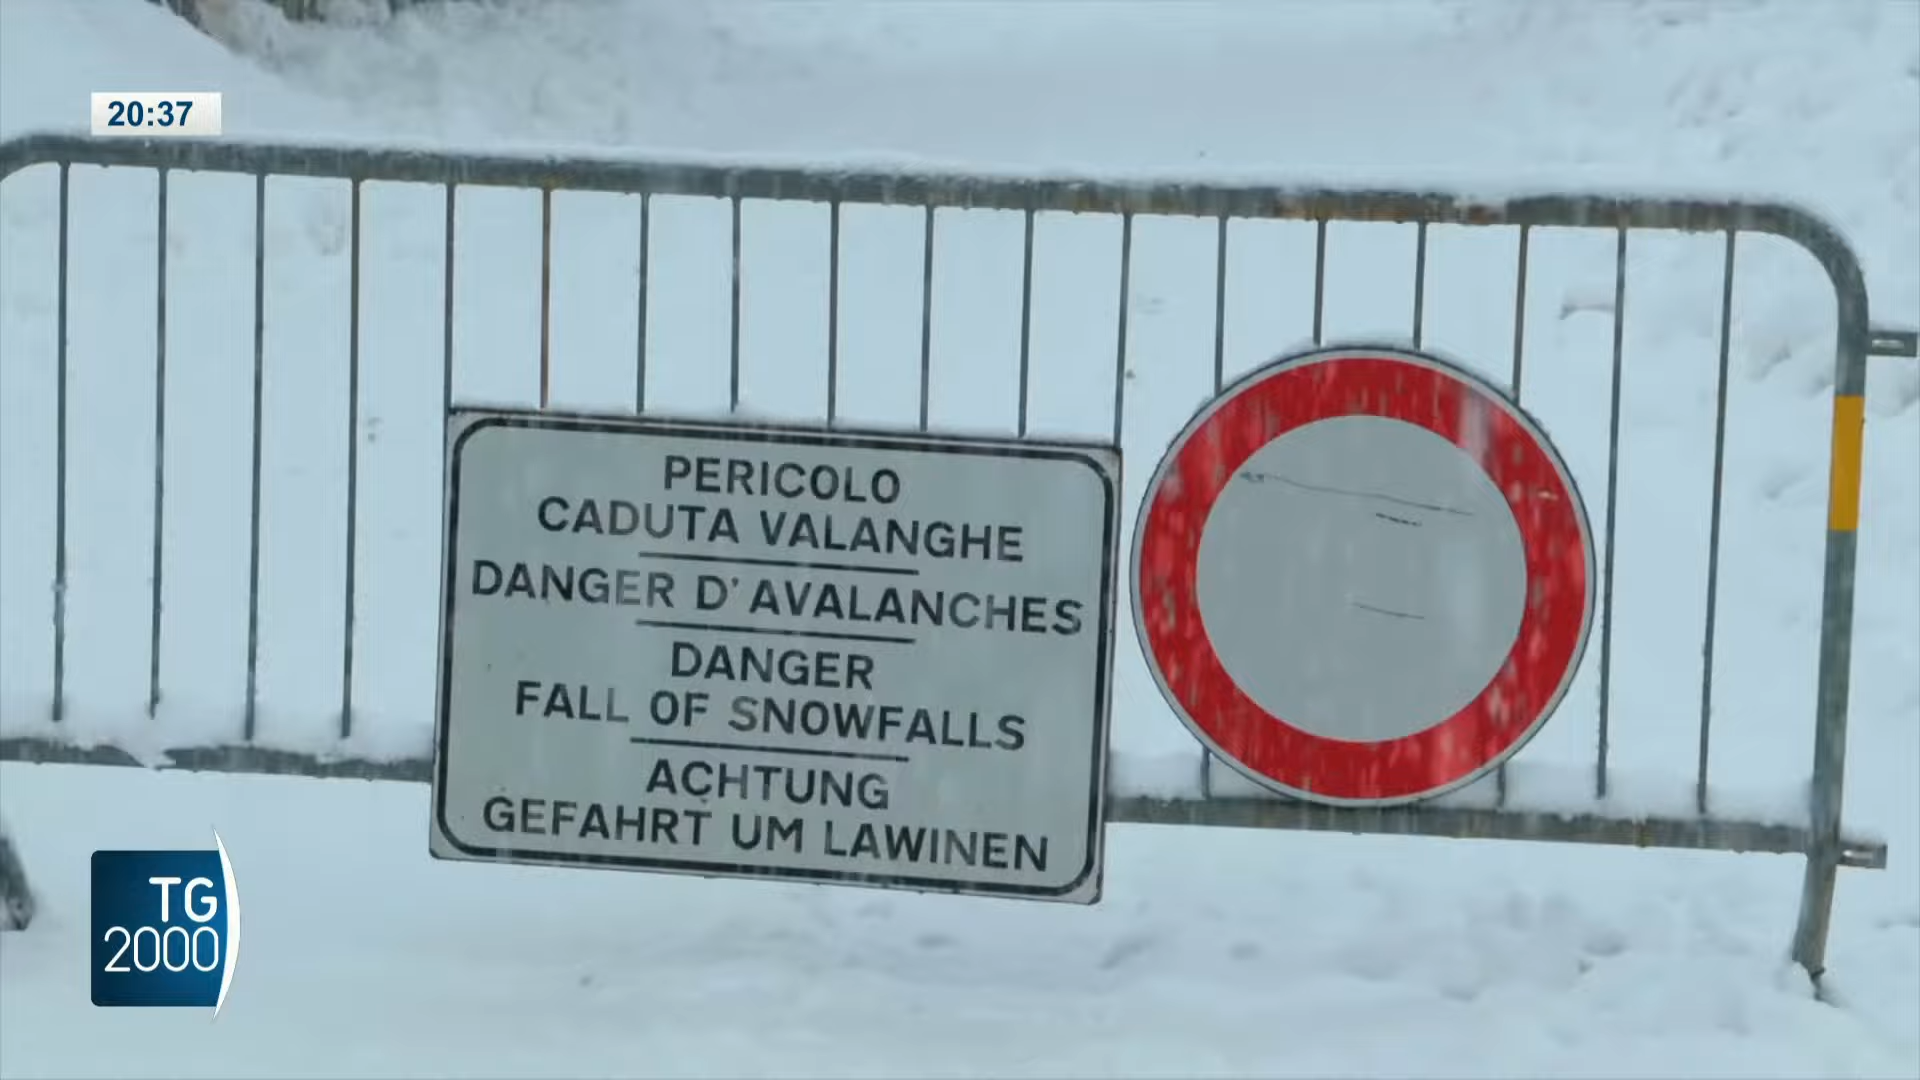 20:37
PERICOLO
CADUTA VALANGHE
DANGER D'AVALANCHES
DANGER
FALL OF SNOWFALLS
ACHTUNG
GEFAHRT UM LAWINEN
TG
2000